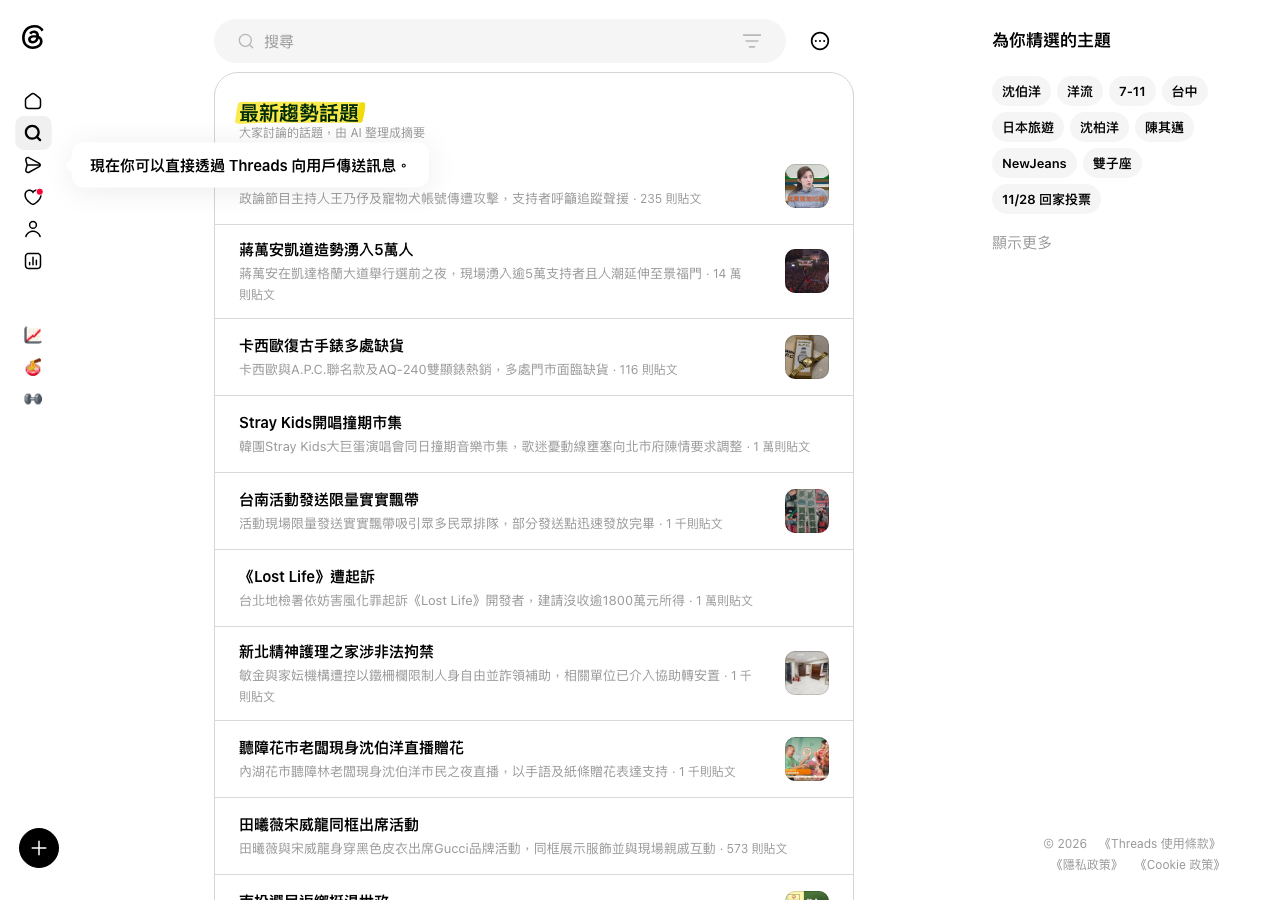 搜尋
最新趨勢話題
大家討論的話題，由 AI 整理成摘要
現在你可以直接透過 Threads 向用戶傳送訊息。
政論節目主持人王乃伃及寵物犬帳號傳遭攻擊，支持者呼籲追蹤聲援 · 235 則貼文
蔣萬安凱道造勢湧入5萬人
蔣萬安在凱達格蘭大道舉行選前之夜，現場湧入逾5萬支持者且人潮延伸至景福門 · 14 萬
則貼文
卡西歐復古手錶多處缺貨
卡西歐與A.P.C.聯名款及AQ-240雙顯錶熱銷，多處門市面臨缺貨 · 116 則貼文
Stray Kids開唱撞期市集
韓團Stray Kids大巨蛋演唱會同日撞期音樂市集，歌迷憂動線壅塞向北市府陳情要求調整 · 1 萬則貼文
台南活動發送限量實實飄帶
活動現場限量發送實實飄帶吸引眾多民眾排隊，部分發送點迅速發放完畢 · 1 千則貼文
《Lost Life》遭起訴
台北地檢署依妨害風化罪起訴《Lost Life》開發者，建請沒收逾1800萬元所得 · 1 萬則貼文
新北精神護理之家涉非法拘禁
敏金與家妘機構遭控以鐵柵欄限制人身自由並詐領補助，相關單位已介入協助轉安置 · 1 千
則貼文
聽障花市老闆現身沈伯洋直播贈花
內湖花市聽障林老闆現身沈伯洋市民之夜直播，以手語及紙條贈花表達支持 · 1 千則貼文
田曦薇宋威龍同框出席活動
田曦薇與宋威龍身穿黑色皮衣出席Gucci品牌活動，同框展示服飾並與現場親戚互動 · 573 則貼文
為你精選的主題
沈伯洋 洋流 7-11 台中
日本旅遊 沈柏洋 陳其邁
NewJeans 雙子座
11/28 回家投票
顯示更多
© 2026 《Threads 使用條款》
《隱私政策》 《Cookie 政策》